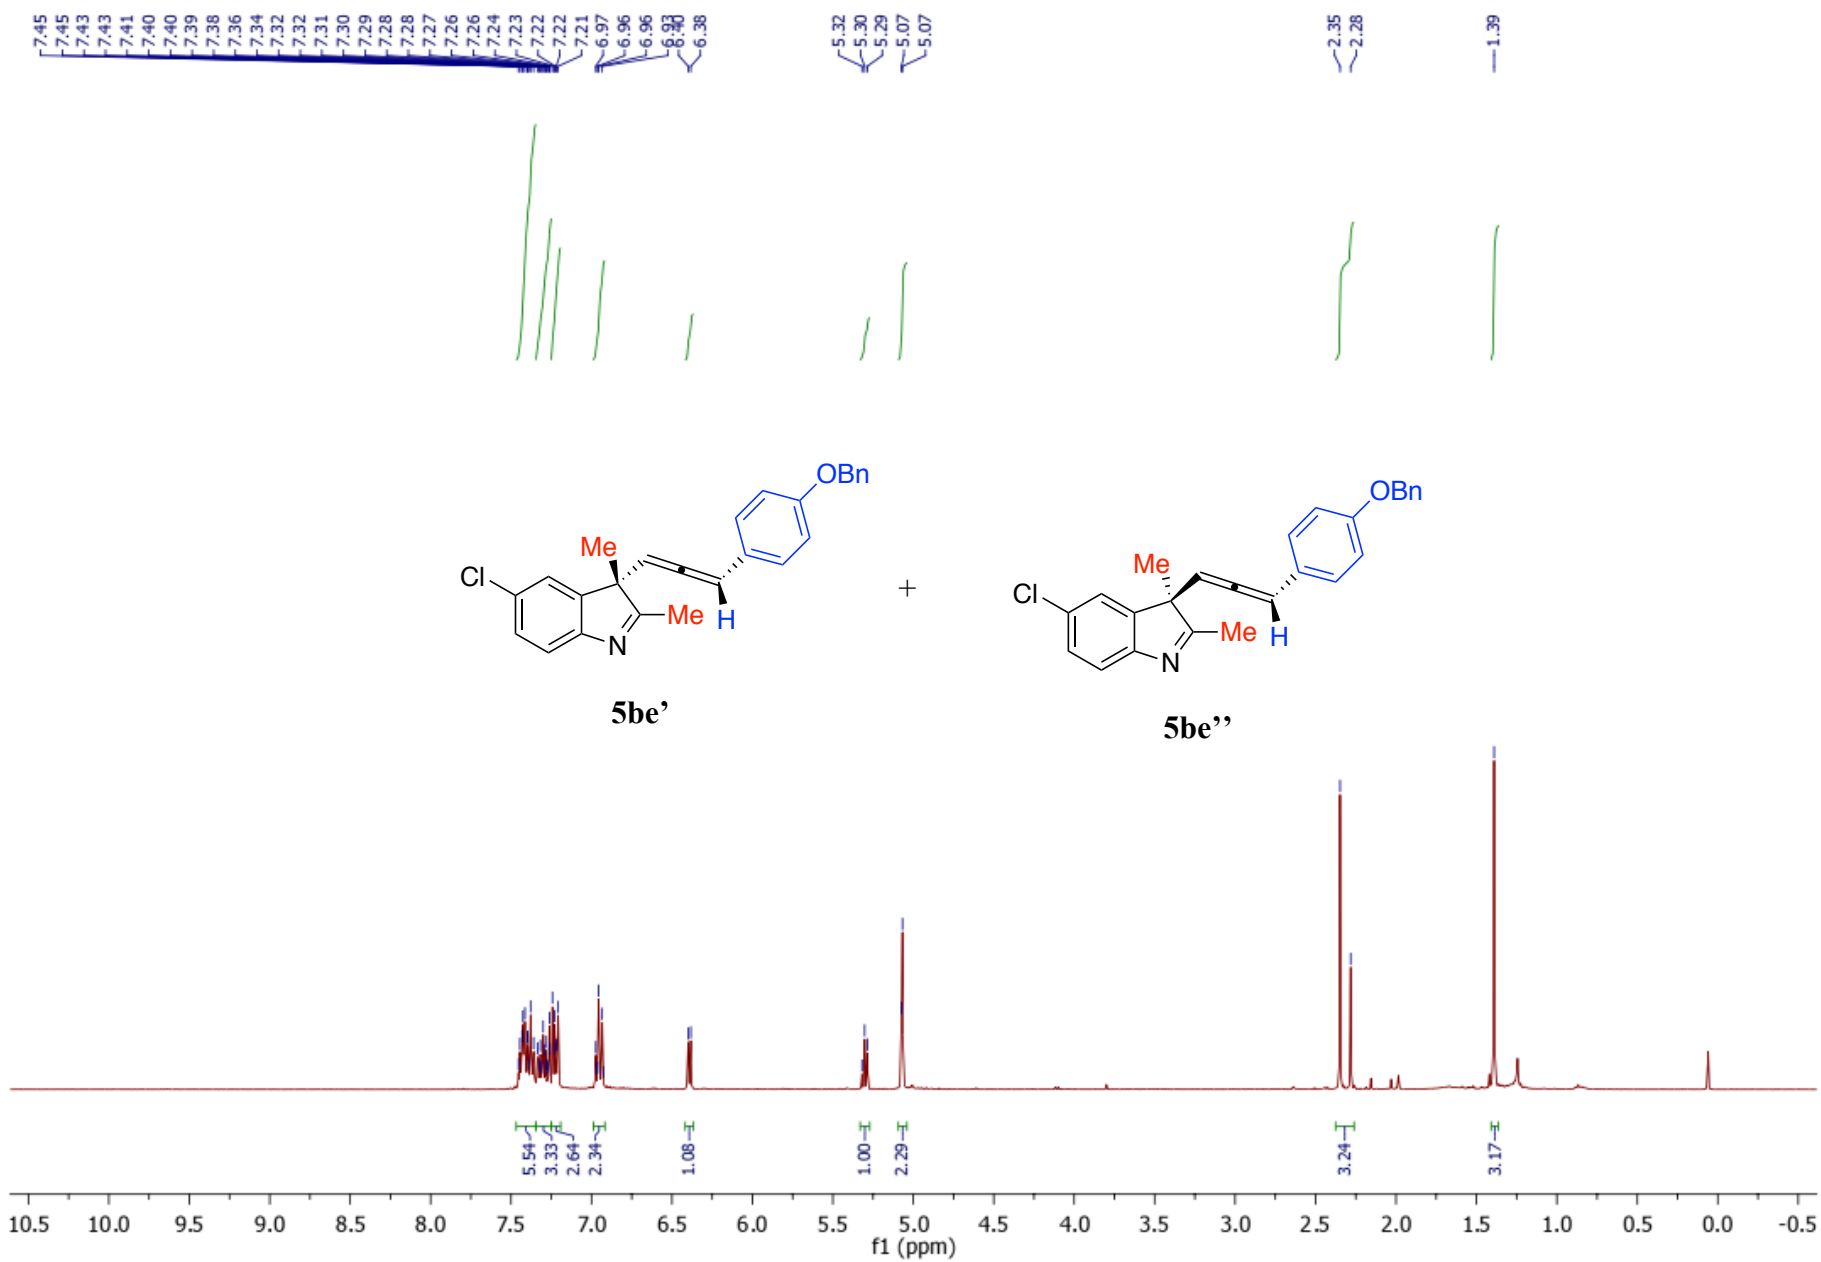 7.45 7.45 7.43 7.43 7.41 7.40 7.40 7.39 7.38 7.36 7.34 7.32 7.32 7.31 7.30 7.29 7.28 7.28 7.27 7.26 7.26 7.24 7.23 7.22 7.22 7.21 6.97 6.96 6.96 6.93 6.40 6.38 5.32 5.30 5.29 5.07 5.07 2.35 2.28 1.39
OBn OBn
Me Me
Cl Cl
Me Me
H H
N N
+
5be’ 5be’’
5.54 3.33 2.64 2.34 1.08 1.00 2.29 3.24 3.17
10.5 10.0 9.5 9.0 8.5 8.0 7.5 7.0 6.5 6.0 5.5 5.0 4.5 4.0 3.5 3.0 2.5 2.0 1.5 1.0 0.5 0.0 -0.5
f1 (ppm)